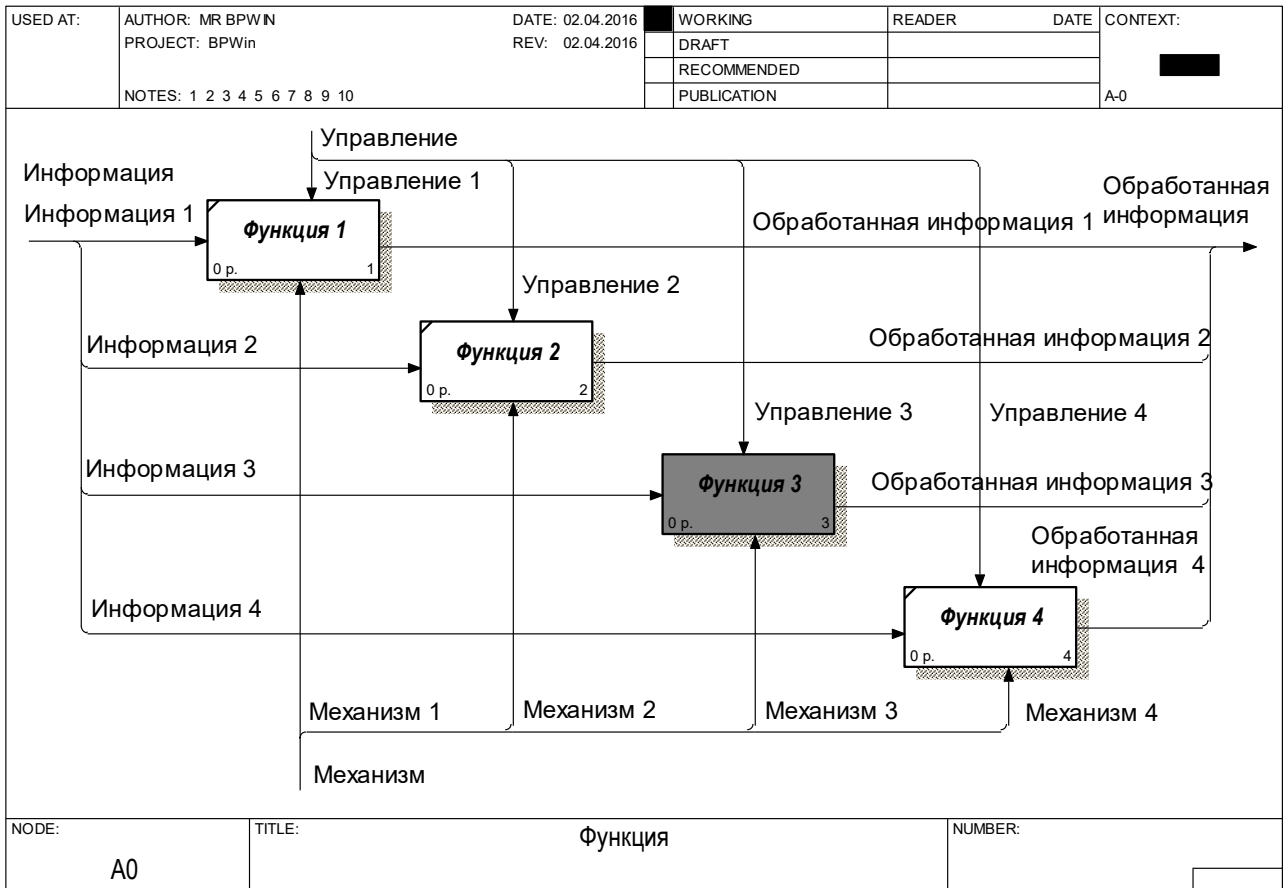 USED AT:
AUTHOR: MR BPWIN
DATE: 02.04.2016
WORKING
READER
DATE
CONTEXT:
PROJECT: BPWin
REV: 02.04.2016
DRAFT
RECOMMENDED
NOTES: 1 2 3 4 5 6 7 8 9 10
PUBLICATION
A-0
Управление
Информация
Управление 1
Обработанная
информация
Информация 1
Функция 1
0 р.
1
Обработанная информация 1
Управление 2
Информация 2
Функция 2
0 р.
2
Обработанная информация 2
Управление 3
Управление 4
Информация 3
Функция 3
0 р.
3
Обработанная информация 3
Обработанная
информация 4
Информация 4
Функция 4
0 р.
4
Механизм 1
Механизм 2
Механизм 3
Механизм 4
Механизм
NODE:
TITLE:
NUMBER:
A0
Функция